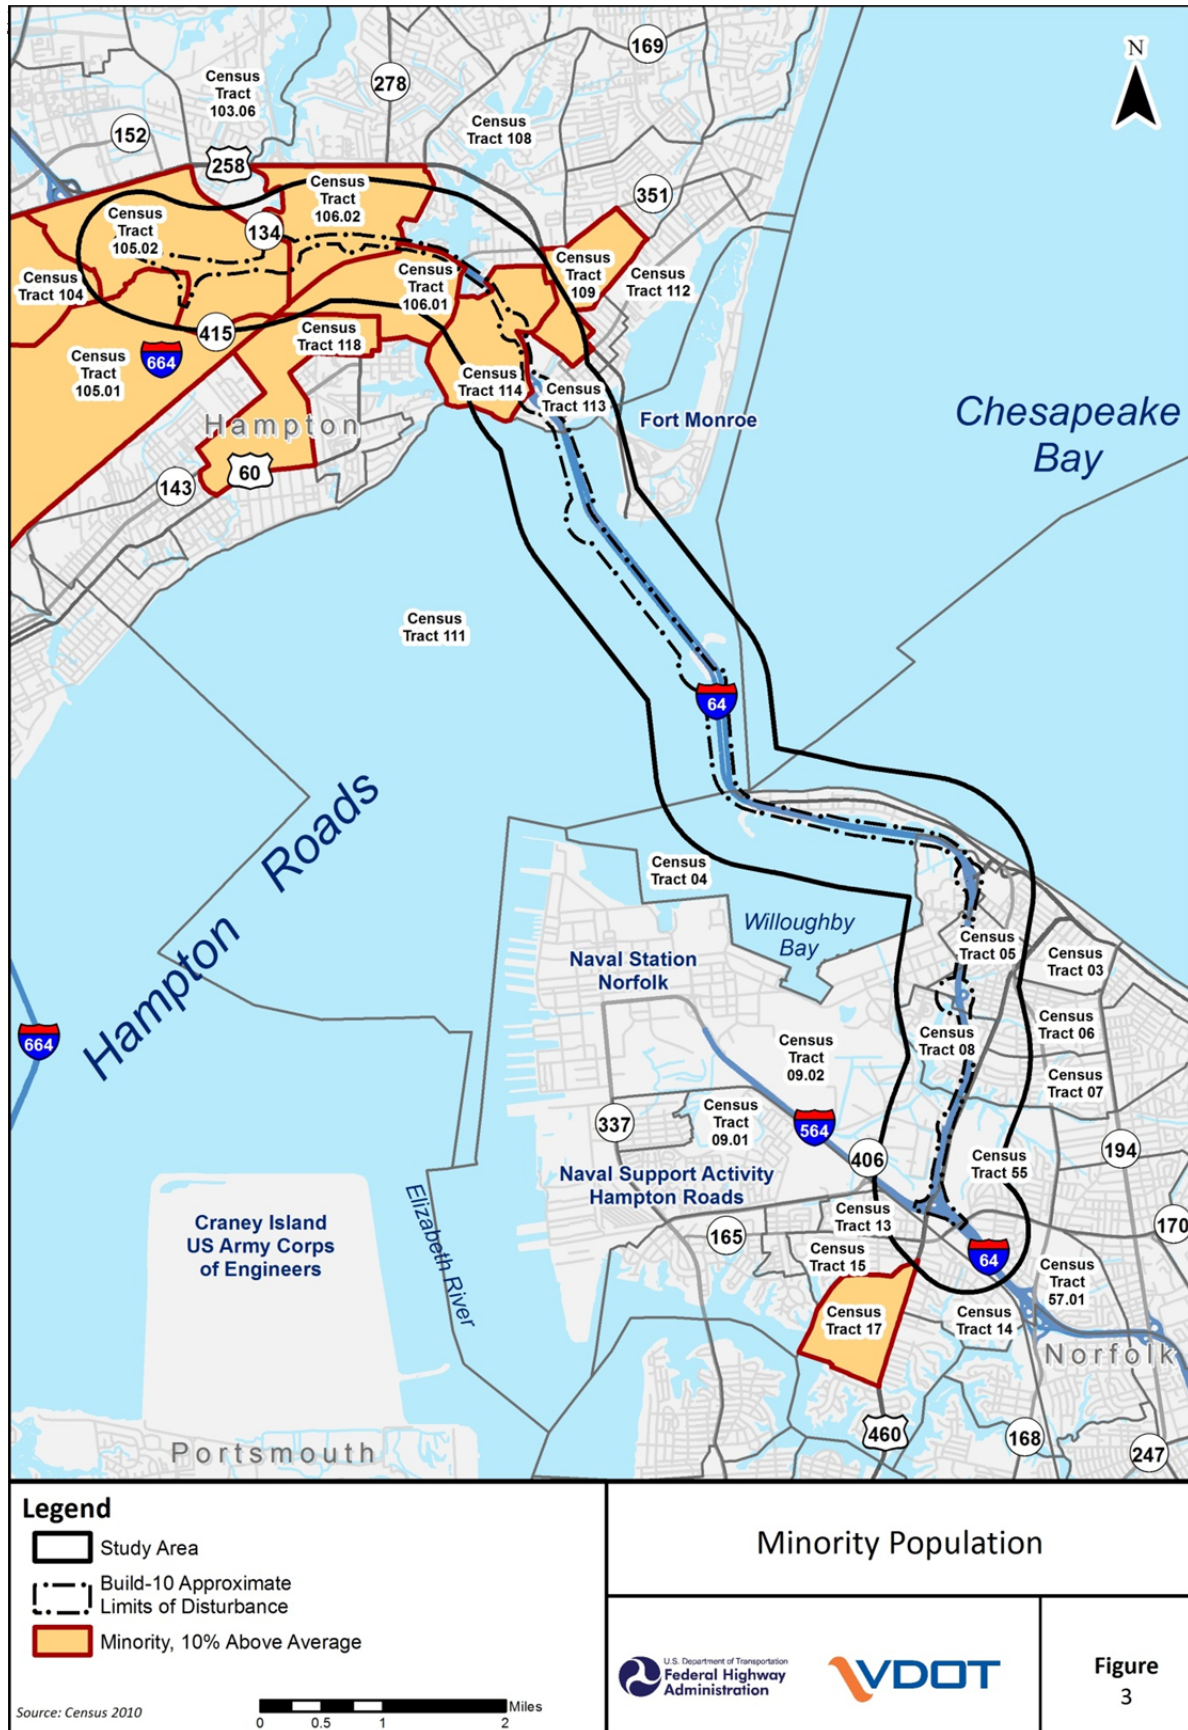 N
169
278
Census
Tract
103.06
Census
Tract 108
152
258
351
Census
Tract
106.02
Census
Tract
105.02
134
Census
Tract
109
Census
Tract 112
Census
Tract 104
Census
Tract
106.01
415
Census
Tract 118
664
Census
Tract
105.01
Census
Tract 114
Census
Tract 113
Fort Monroe
Chesapeake
Bay
Hampton
60
143
Census
Tract 111
64
Hampton Roads
Census
Tract 04
Willoughby
Bay
Census
Tract 05
Census
Tract 03
Naval Station
Norfolk
664
Census
Tract 06
Census
Tract 08
Census
Tract
09.02
Census
Tract 07
Census
Tract
09.01
337
564
406
194
Census
Tract 55
Naval Support Activity
Hampton Roads
Elizabeth River
Craney Island
US Army Corps
of Engineers
Census
Tract 13
165
170
Census
Tract 15
64
Census
Tract
57.01
Census
Tract 17
Census
Tract 14
Norfolk
460
168
247
Portsmouth
Legend
Study Area
Build-10 Approximate
Limits of Disturbance
Minority, 10% Above Average
Source: Census 2010
0 0.5 1 2
Miles
Minority Population
U.S. Department of Transportation
Federal Highway
Administration
VDOT
Figure
3